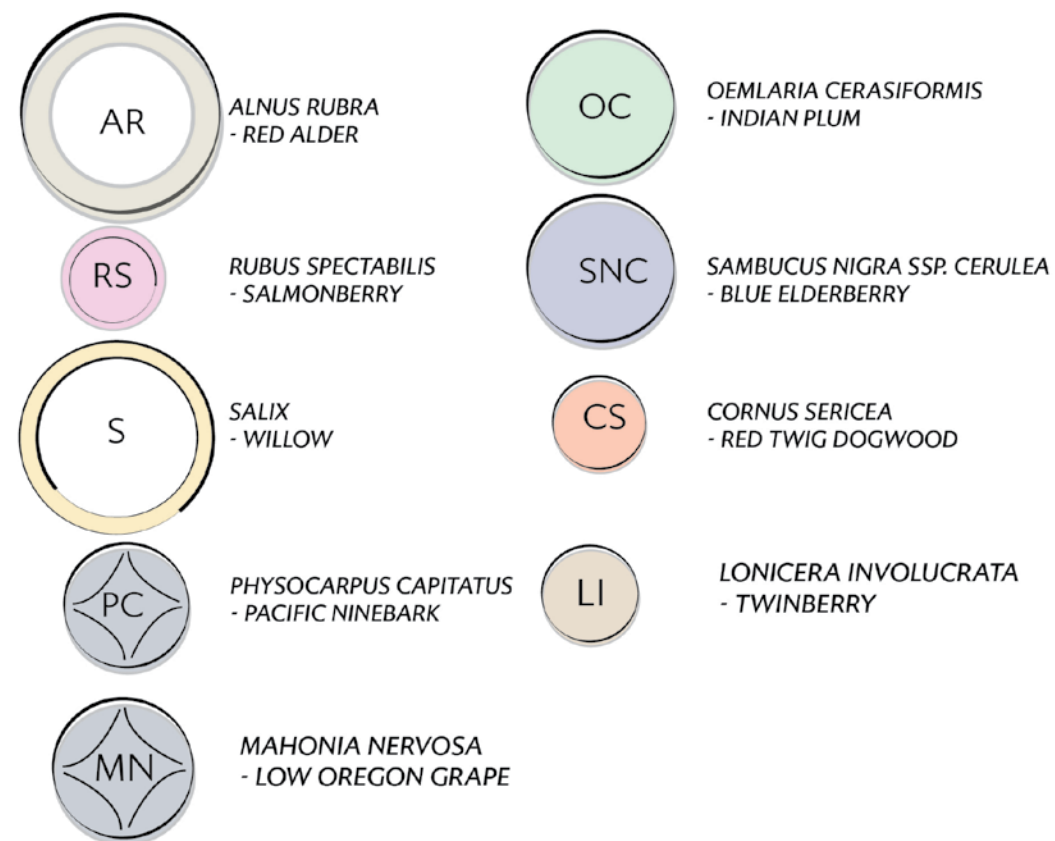 AR
ALNUS RUBRA
- RED ALDER
RS
RUBUS SPECTABILIS
- SALMONBERRY
S
SALIX
- WILLOW
PC
PHYSOCARPUS CAPITATUS
- PACIFIC NINEBARK
MN
MAHONIA NERVOSA
- LOW OREGON GRAPE
OC
OEMLARIA CERASIFORMIS
- INDIAN PLUM
SNC
SAMBUCUS NIGRA SSP. CERULEA
- BLUE ELDERBERRY
CS
CORNUS SERICEA
- RED TWIG DOGWOOD
LI
LONICERA INVOLUCRATA
- TWINBERRY